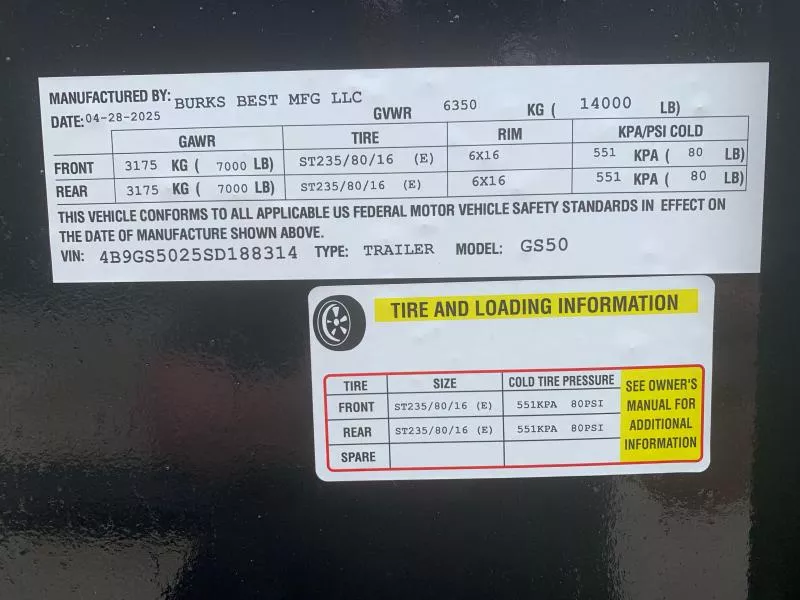 MANUFACTURED BY: BURKS BEST MFG LLC
DATE: 04-28-2025 GVWR 6350 KG ( 14000 LB)
GAWR TIRE RIM KPA/PSI COLD
FRONT 3175 KG ( 7000 LB) ST235/80/16 (E) 6X16 551 KPA ( 80 LB)
REAR 3175 KG ( 7000 LB) ST235/80/16 (E) 6X16 551 KPA ( 80 LB)
THIS VEHICLE CONFORMS TO ALL APPLICABLE US FEDERAL MOTOR VEHICLE SAFETY STANDARDS IN EFFECT ON
THE DATE OF MANUFACTURE SHOWN ABOVE.
VIN: 4B9GS5025SD188314 TYPE: TRAILER MODEL: GS50
TIRE AND LOADING INFORMATION
TIRE SIZE COLD TIRE PRESSURE
FRONT ST235/80/16 (E) 551KPA 80PSI
REAR ST235/80/16 (E) 551KPA 80PSI
SPARE
SEE OWNER'S
MANUAL FOR
ADDITIONAL
INFORMATION